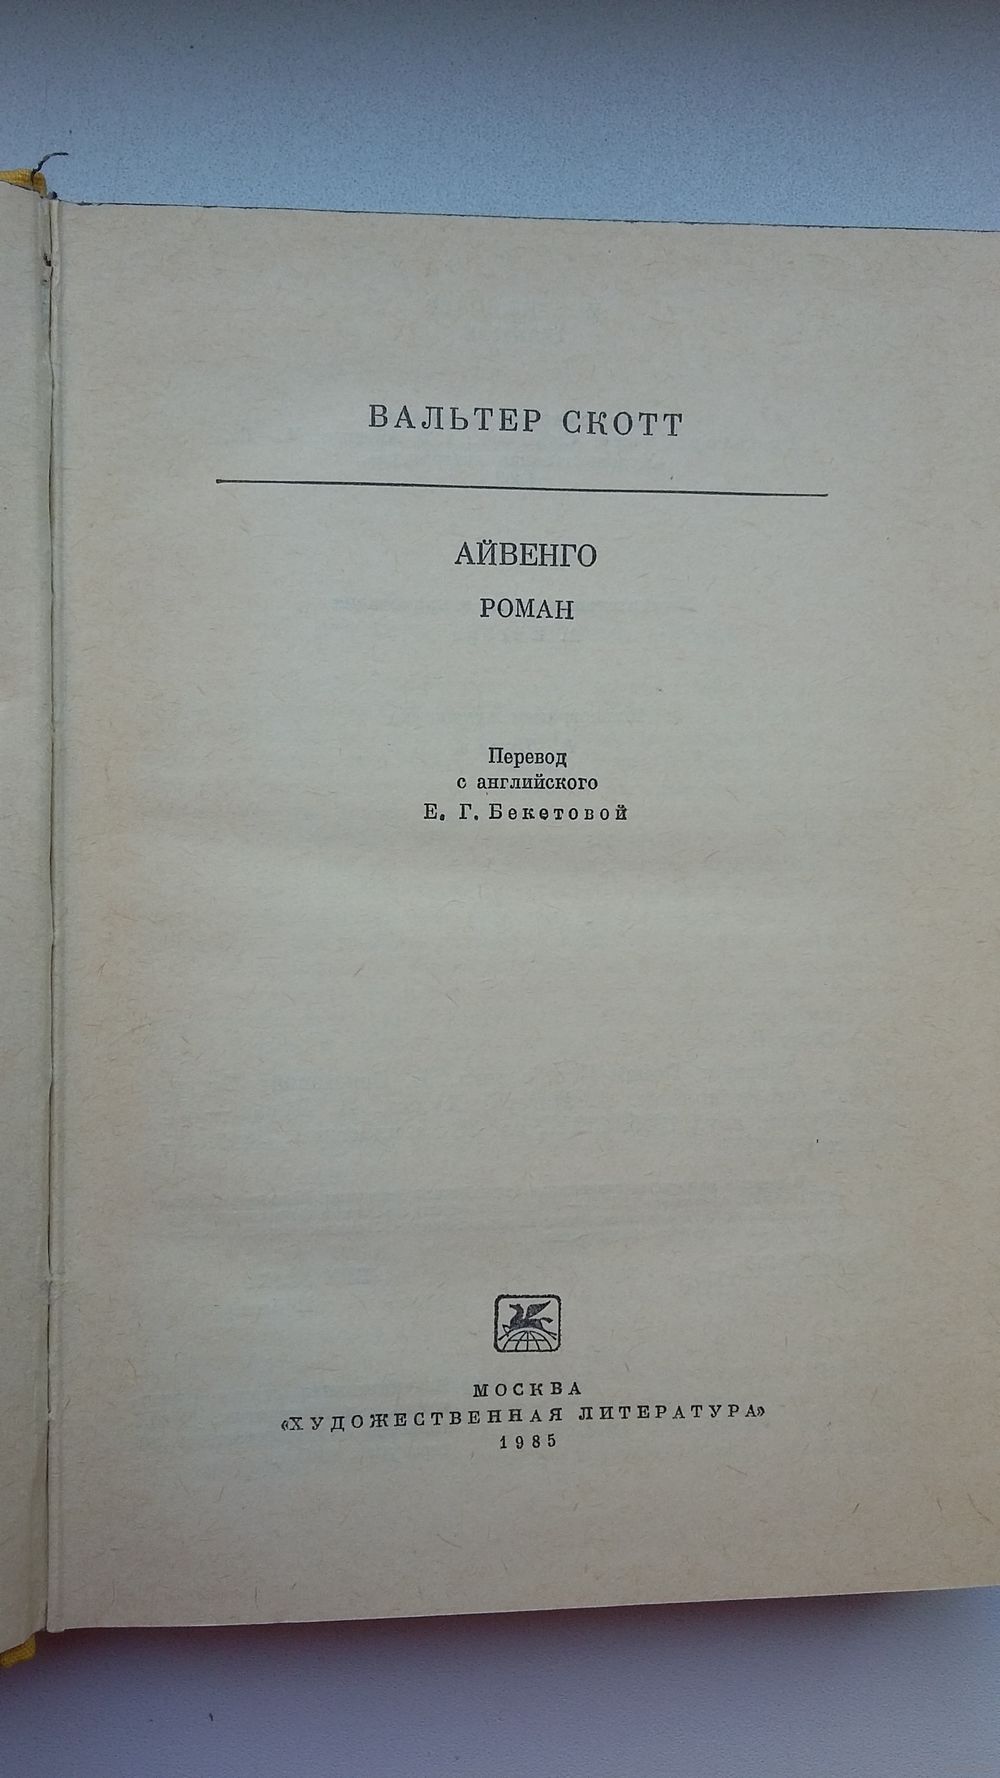 ВАЛЬТЕР СКОТТ
АЙВЕНГО
РОМАН
Перевод
с английского
Е. Г. Бекетовой
МОСКВА
«ХУДОЖЕСТВЕННАЯ ЛИТЕРАТУРА»
1985